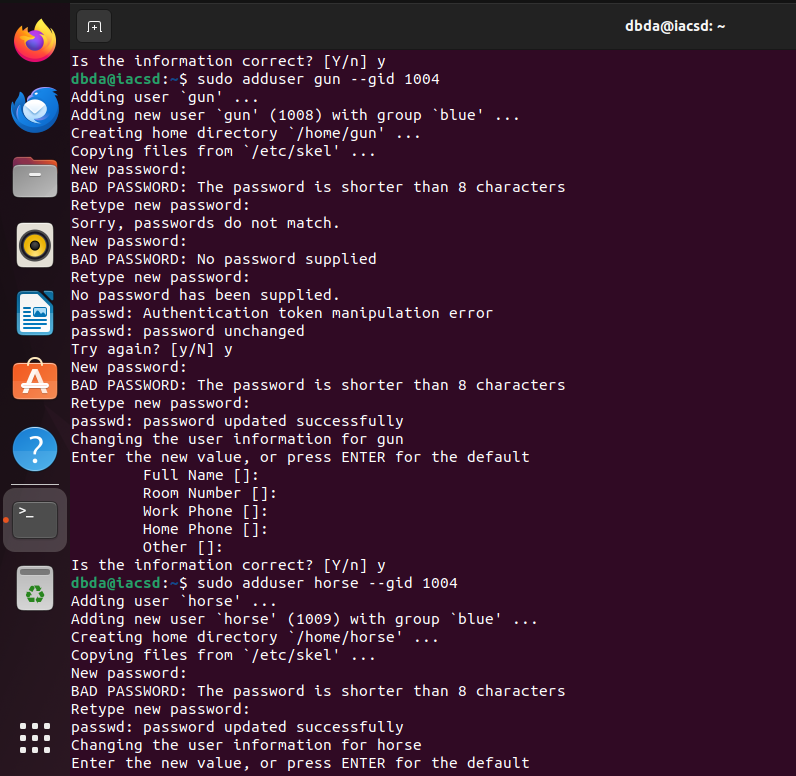 dbda@iacsd: ~
Is the information correct? [Y/n] y
dbda@iacsd:~$ sudo adduser gun --gid 1004
Adding user `gun' ...
Adding new user `gun' (1008) with group `blue' ...
Creating home directory `/home/gun' ...
Copying files from `/etc/skel' ...
New password:
BAD PASSWORD: The password is shorter than 8 characters
Retype new password:
Sorry, passwords do not match.
New password:
BAD PASSWORD: No password supplied
Retype new password:
No password has been supplied.
passwd: Authentication token manipulation error
passwd: password unchanged
Try again? [y/N] y
New password:
BAD PASSWORD: The password is shorter than 8 characters
Retype new password:
passwd: password updated successfully
Changing the user information for gun
Enter the new value, or press ENTER for the default
        Full Name []:
        Room Number []:
        Work Phone []:
        Home Phone []:
        Other []:
Is the information correct? [Y/n] y
dbda@iacsd:~$ sudo adduser horse --gid 1004
Adding user `horse' ...
Adding new user `horse' (1009) with group `blue' ...
Creating home directory `/home/horse' ...
Copying files from `/etc/skel' ...
New password:
BAD PASSWORD: The password is shorter than 8 characters
Retype new password:
passwd: password updated successfully
Changing the user information for horse
Enter the new value, or press ENTER for the default